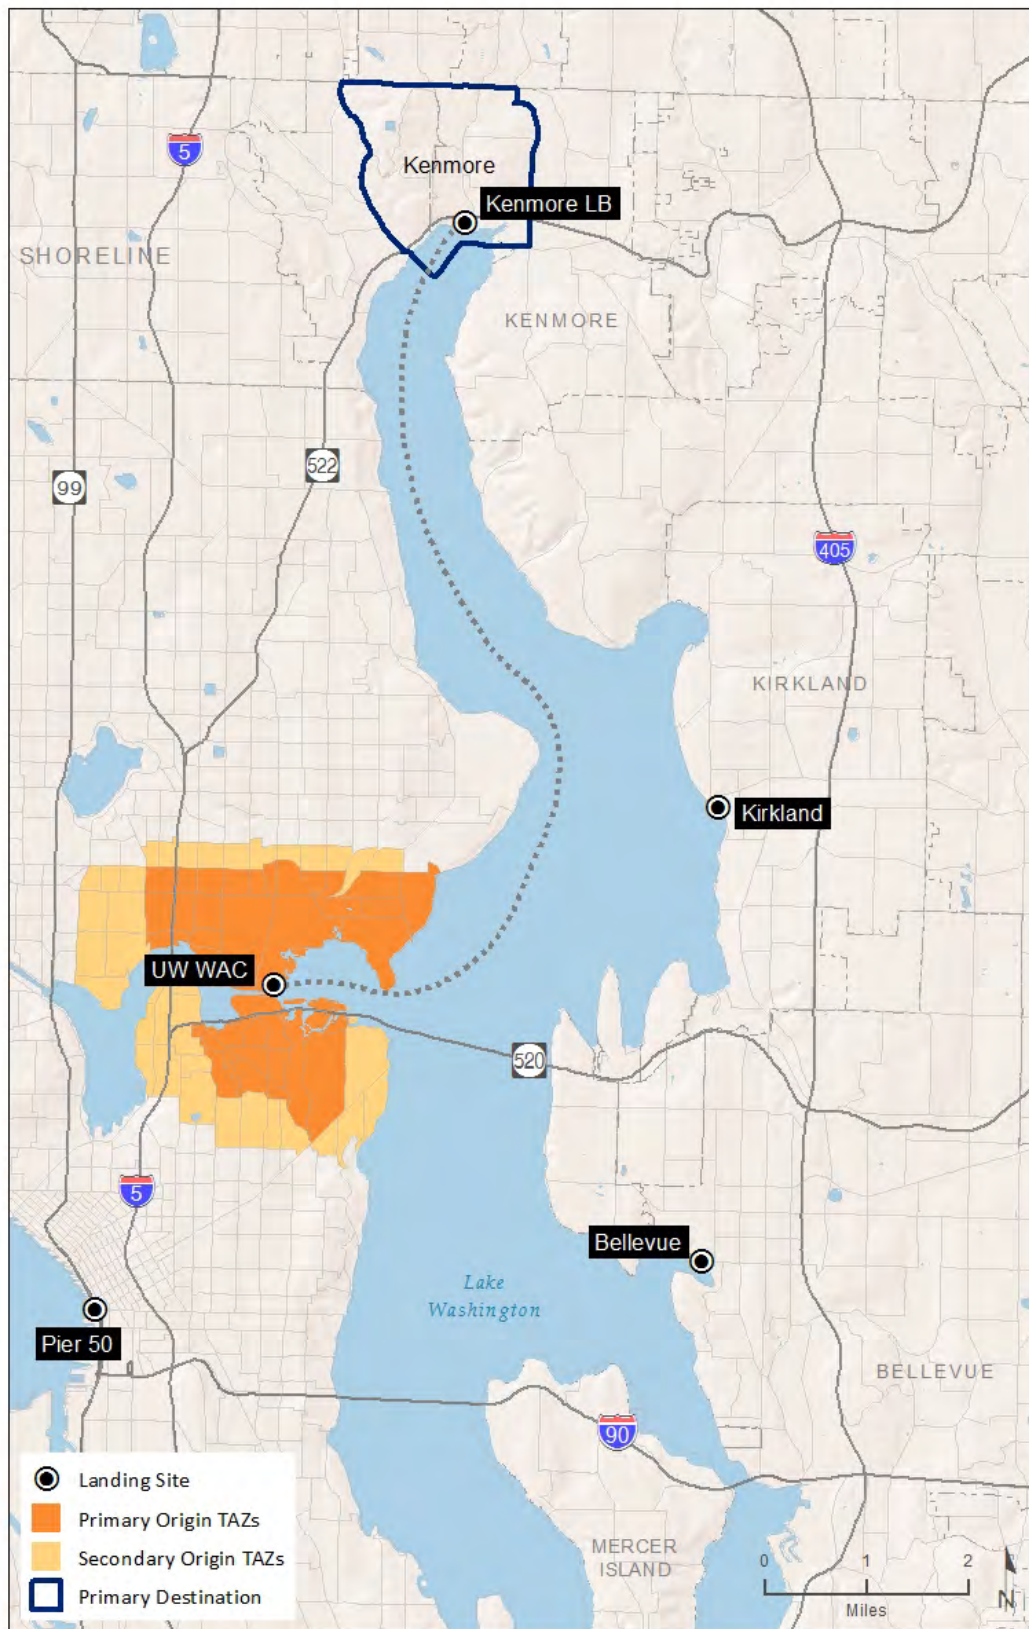 5
Kenmore
Kenmore LB
SHORELINE
KENMORE
522
99
405
KIRKLAND
Kirkland
UW WAC
520
5
Bellevue
Lake
Washington
Pier 50
BELLEVUE
90
Landing Site
Primary Origin TAZs
Secondary Origin TAZs
Primary Destination
MERCER
ISLAND
0 1 2
Miles
N